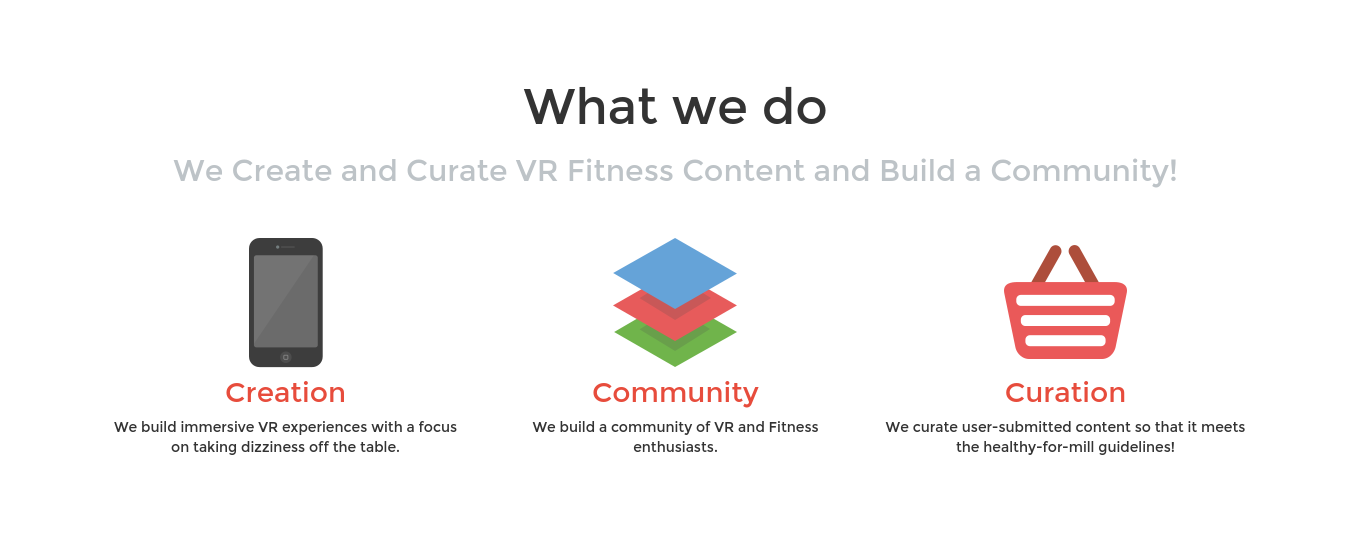 What we do
We Create and Curate VR Fitness Content and Build a Community!
Creation
We build immersive VR experiences with a focus
on taking dizziness off the table.
Community
We build a community of VR and Fitness
enthusiasts.
Curation
We curate user-submitted content so that it meets
the healthy-for-mill guidelines!